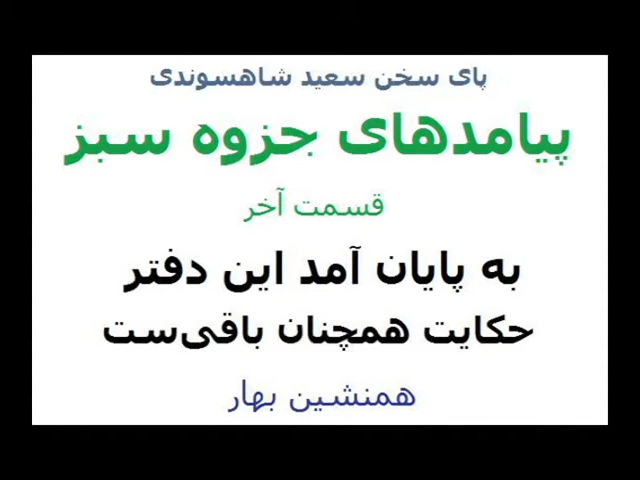 پای سخن سعید شاهسوندی
پیامدهای جزوه سبز
قسمت آخر
به پایان آمد این دفتر
حکایت همچنان باقی‌ست
همنشین بهار